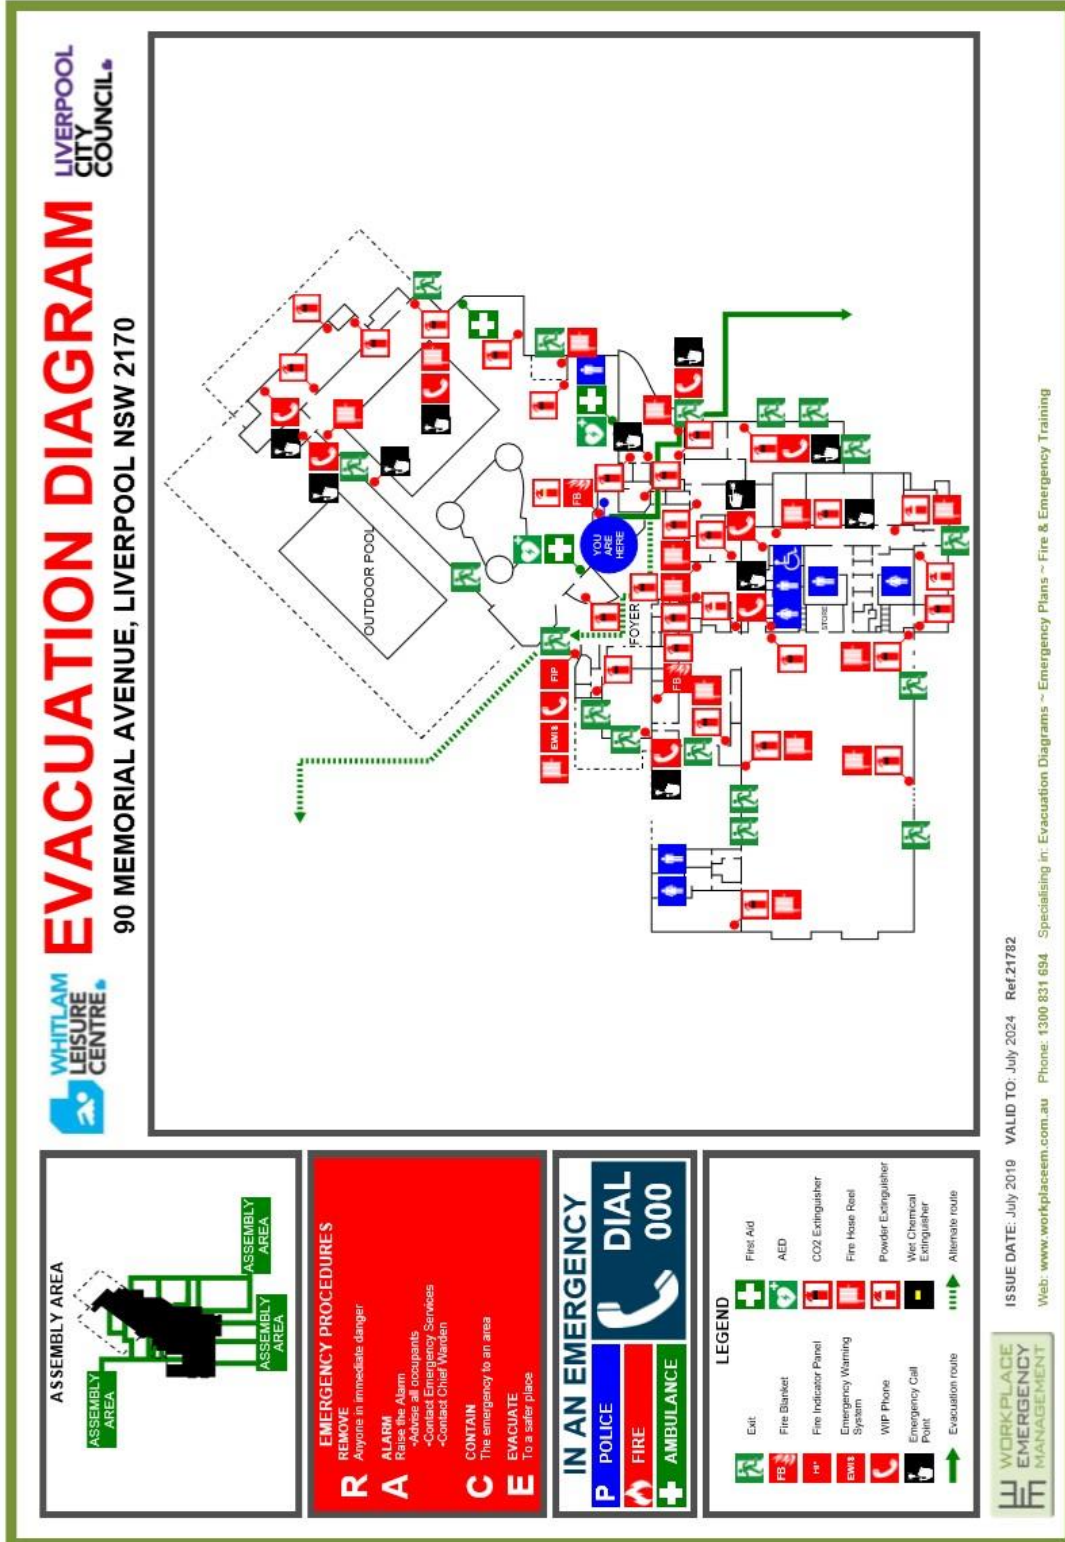 WHITLAM
LEISURE
CENTRE
EVACUATION DIAGRAM
90 MEMORIAL AVENUE, LIVERPOOL NSW 2170
LIVERPOOL
CITY
COUNCIL
ASSEMBLY AREA
ASSEMBLY
AREA
ASSEMBLY
AREA
ASSEMBLY
AREA
EMERGENCY PROCEDURES
R REMOVE
Anyone in immediate danger
A ALARM
Raise the Alarm
•Advise all occupants
•Contact Emergency Services
•Contact Chief Warden
C CONTAIN
The emergency to an area
E EVACUATE
To a safer place
IN AN EMERGENCY
P POLICE
FIRE
AMBULANCE
DIAL
000
LEGEND
Exit
FB Fire Blanket
Fire Indicator Panel
EWIS Emergency Warning
System
WIP Phone
Emergency Call
Point
Evacuation route
First Aid
AED
CO2 Extinguisher
Fire Hose Reel
Powder Extinguisher
Wet Chemical
Extinguisher
Alternate route
OUTDOOR POOL
YOU
ARE
HERE
FB
FOYER
FIP
EWIS
FB
STORE
WORKPLACE
EMERGENCY
MANAGEMENT
ISSUE DATE: July 2019 VALID TO: July 2024 Ref.21782
Web: www.workplaceem.com.au Phone: 1300 831 694 Specialising in: Evacuation Diagrams ~ Emergency Plans ~ Fire & Emergency Training